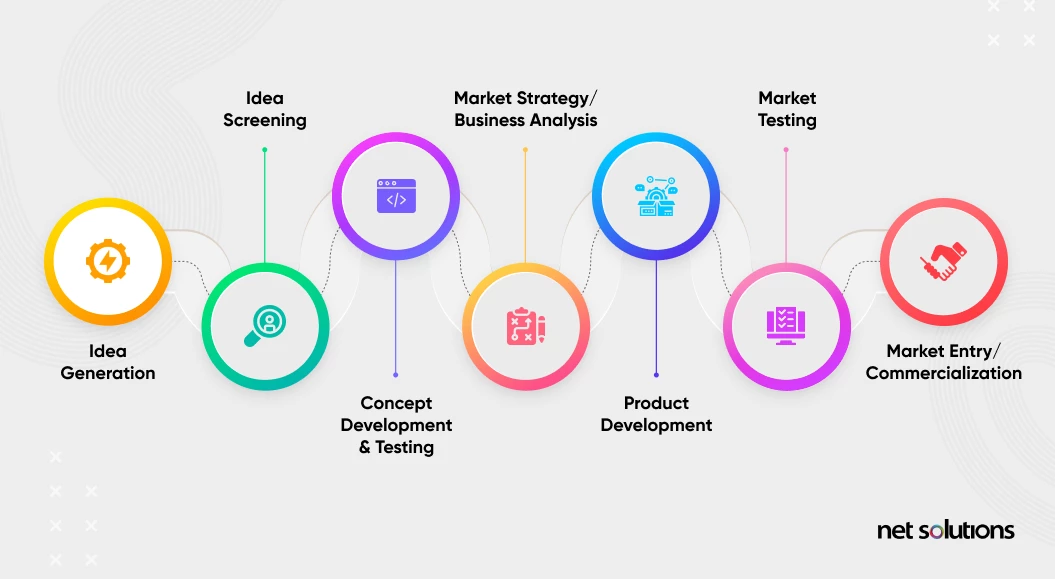 Idea
Generation
Idea
Screening
Concept
Development
& Testing
Market Strategy/
Business Analysis
Product
Development
Market
Testing
Market Entry/
Commercialization
net solutions